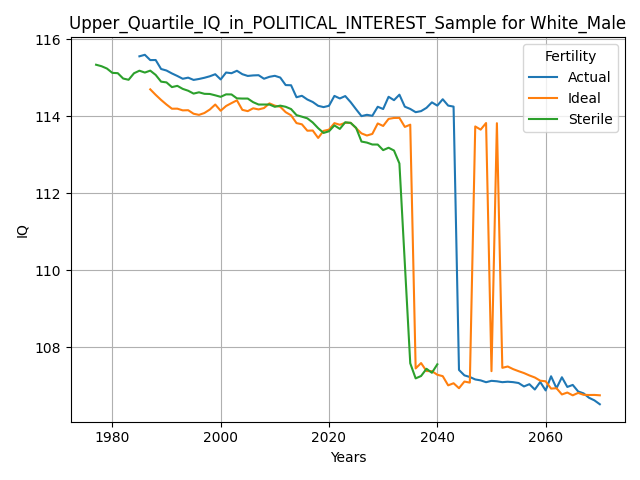 Upper_Quartile_IQ_in_POLITICAL_INTEREST_Sample for White_Male
116
114
112
110
108
IQ
1980
2000
2020
2040
2060
Years
Fertility
Actual
Ideal
Sterile